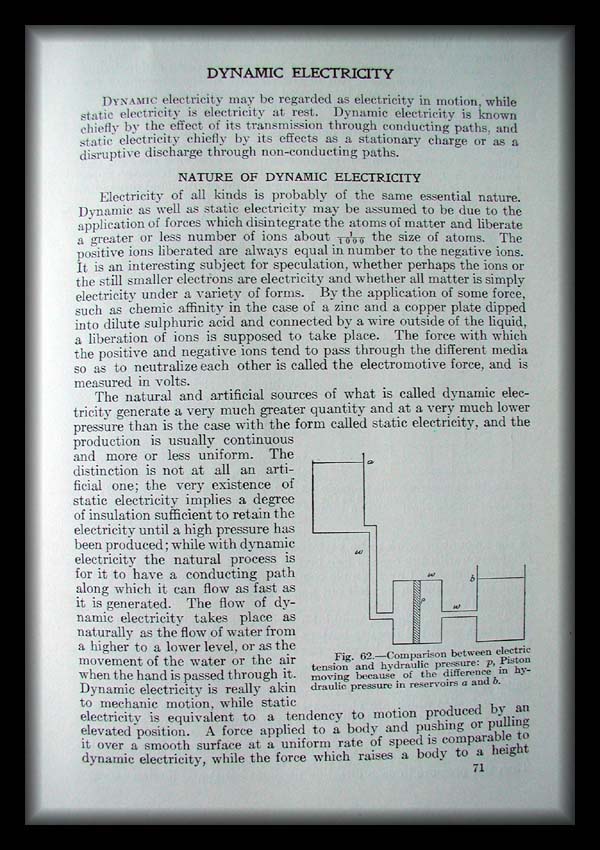 DYNAMIC ELECTRICITY
DYNAMIC electricity may be regarded as electricity in motion, while
static electricity is electricity at rest. Dynamic electricity is known
chiefly by the effect of its transmission through conducting paths, and
static electricity chiefly by its effects as a stationary charge or as a
disruptive discharge through non-conducting paths.
NATURE OF DYNAMIC ELECTRICITY
Electricity of all kinds is probably of the same essential nature.
Dynamic as well as static electricity may be assumed to be due to the
application of forces which disintegrate the atoms of matter and liberate
a greater or less number of ions about 1/1000 the size of atoms. The
positive ions liberated are always equal in number to the negative ions.
It is an interesting subject for speculation, whether perhaps the ions or
the still smaller electrons are electricity and whether all matter is simply
electricity under a variety of forms. By the application of some force,
such as chemic affinity in the case of a zinc and a copper plate dipped
into dilute sulphuric acid and connected by a wire outside of the liquid,
a liberation of ions is supposed to take place. The force with which
the positive and negative ions tend to pass through the different media
so as to neutralize each other is called the electromotive force, and is
measured in volts.
The natural and artificial sources of what is called dynamic elec-
tricity generate a very much greater quantity and at a very much lower
pressure than is the case with the form called static electricity, and the
production is usually continuous
and more or less uniform. The
distinction is not at all an arti-
ficial one; the very existence of
static electricity implies a degree
of insulation sufficient to retain the
electricity until a high pressure has
been produced; while with dynamic
electricity the natural process is
for it to have a conducting path
along which it can flow as fast as
it is generated. The flow of dy-
namic electricity takes place as
naturally as the flow of water from
a higher to a lower level, or as the
movement of the water or the air
when the hand is passed through it.
Dynamic electricity is really akin
to mechanic motion, while static
electricity is equivalent to a tendency to motion produced by an
elevated position. A force applied to a body and pushing or pulling
it over a smooth surface at a uniform rate of speed is comparable to
dynamic electricity, while the force which raises a body to a height
a
w
w
p
w
b
Fig. 62.—Comparison between electric
tension and hydraulic pressure: p, Piston
moving because of the difference in hy-
draulic pressure in reservoirs a and b.
71